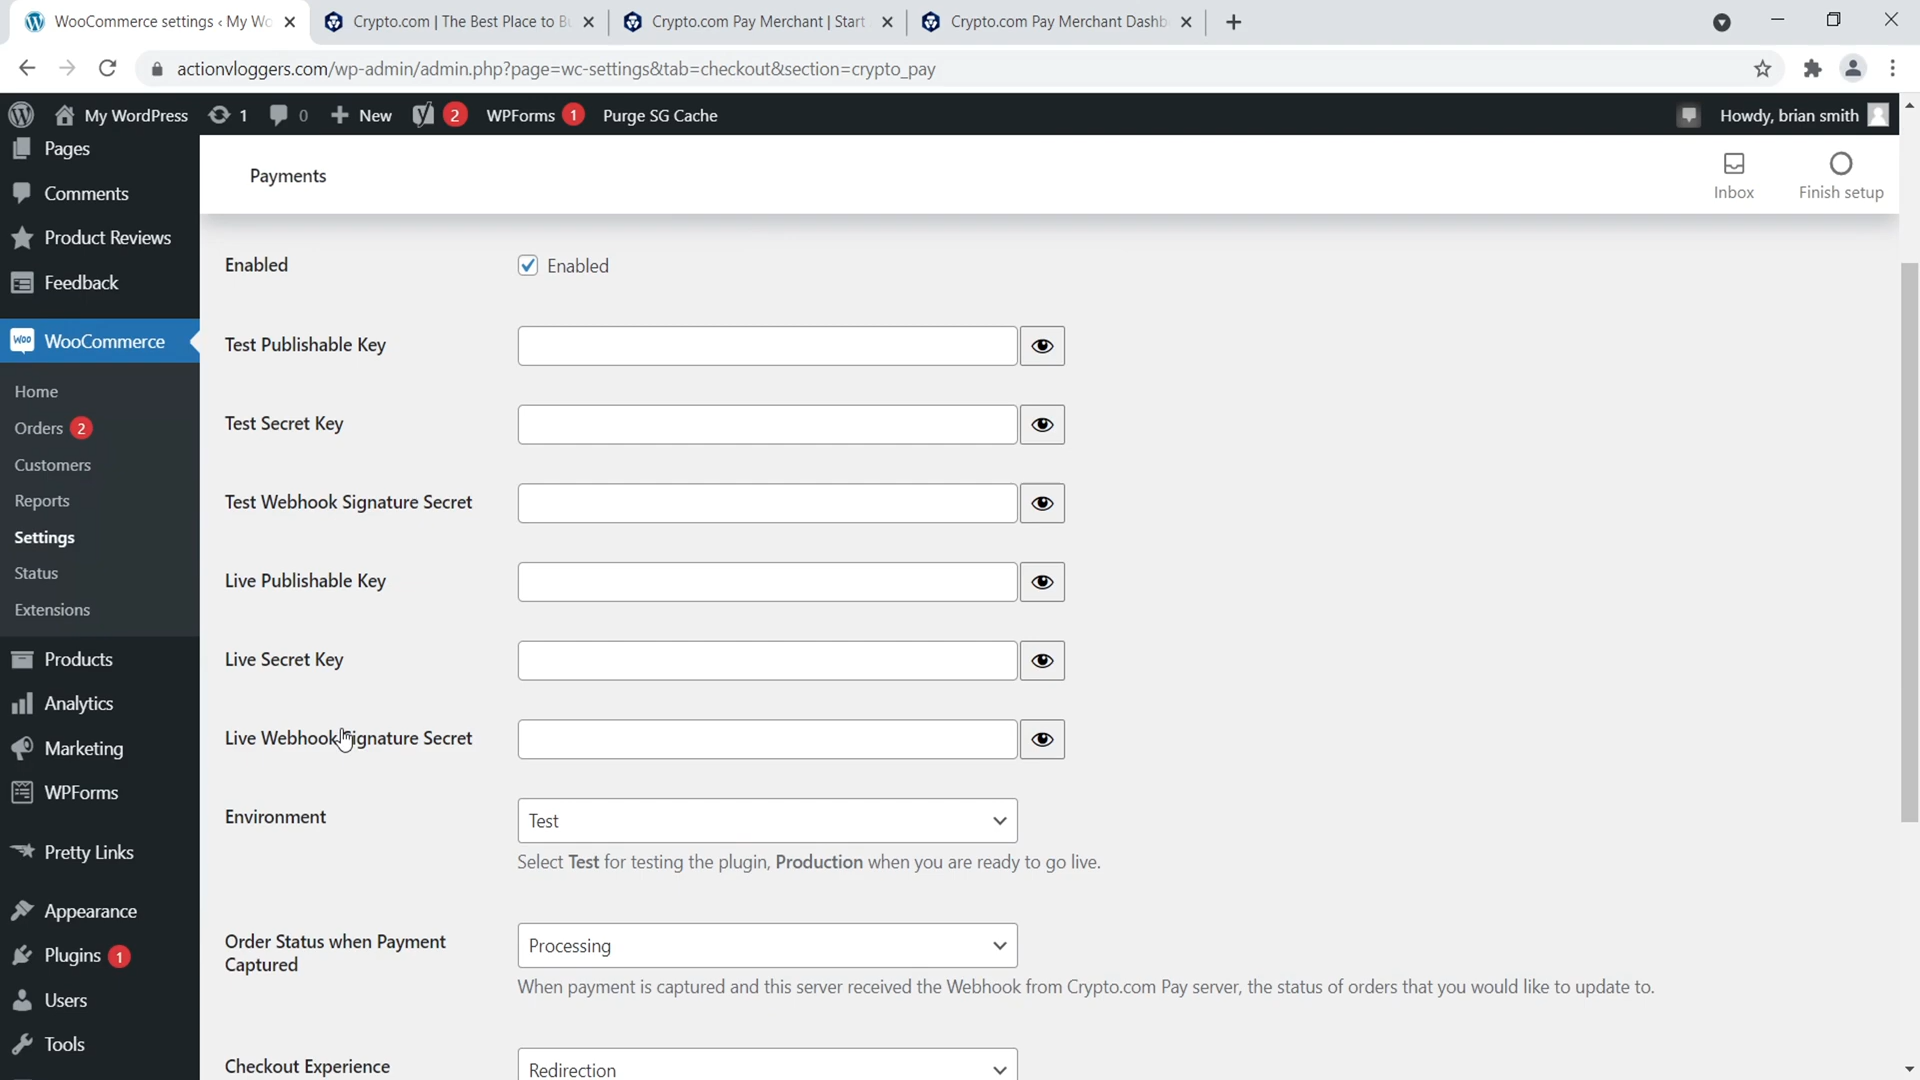 WooCommerce settings ‹ My Wo
Crypto.com | The Best Place to B
Crypto.com Pay Merchant | Start
Crypto.com Pay Merchant Dashb
actionvloggers.com/wp-admin/admin.php?page=wc-settings&tab=checkout&section=crypto_pay
My WordPress 1 0 New 2 WPForms 1 Purge SG Cache Howdy, brian smith
Pages
Comments
Product Reviews
Feedback
Woo WooCommerce
Home
Orders 2
Customers
Reports
Settings
Status
Extensions
Products
Analytics
Marketing
WPForms
Pretty Links
Appearance
Plugins 1
Users
Tools
Payments
Inbox
Finish setup
Enabled Enabled
Test Publishable Key
Test Secret Key
Test Webhook Signature Secret
Live Publishable Key
Live Secret Key
Live Webhook Signature Secret
Environment Test
Select Test for testing the plugin, Production when you are ready to go live.
Order Status when Payment
Captured
Processing
When payment is captured and this server received the Webhook from Crypto.com Pay server, the status of orders that you would like to update to.
Checkout Experience Redirection